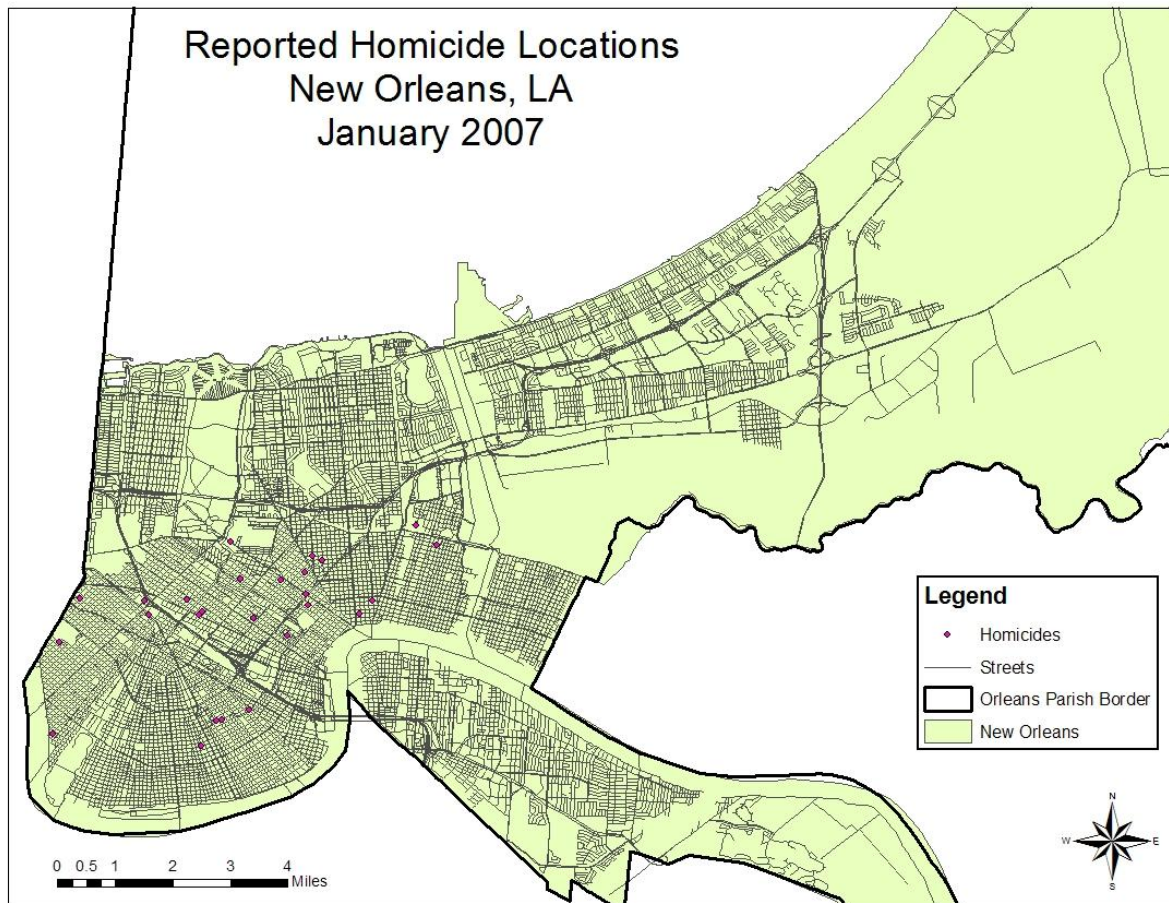 Reported Homicide Locations
New Orleans, LA
January 2007
Legend
Homicides
Streets
Orleans Parish Border
New Orleans
N
W E
S
0 0.5 1 2 3 4
Miles